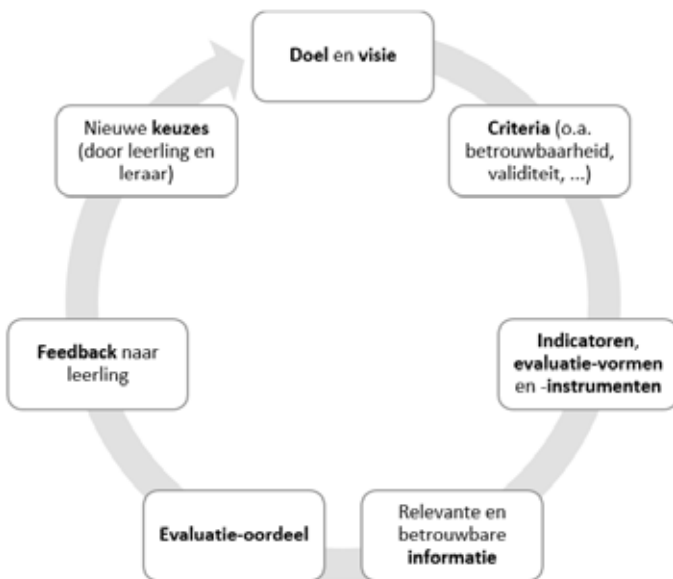 Doel en visie
Criteria (o.a.
betrouwbaarheid,
validiteit, ...)
Indicatoren,
evaluatie-vormen
en -instrumenten
Relevante en
betrouwbare
informatie
Evaluatie-oordeel
Feedback naar
leerling
Nieuwe keuzes
(door leerling en
leraar)